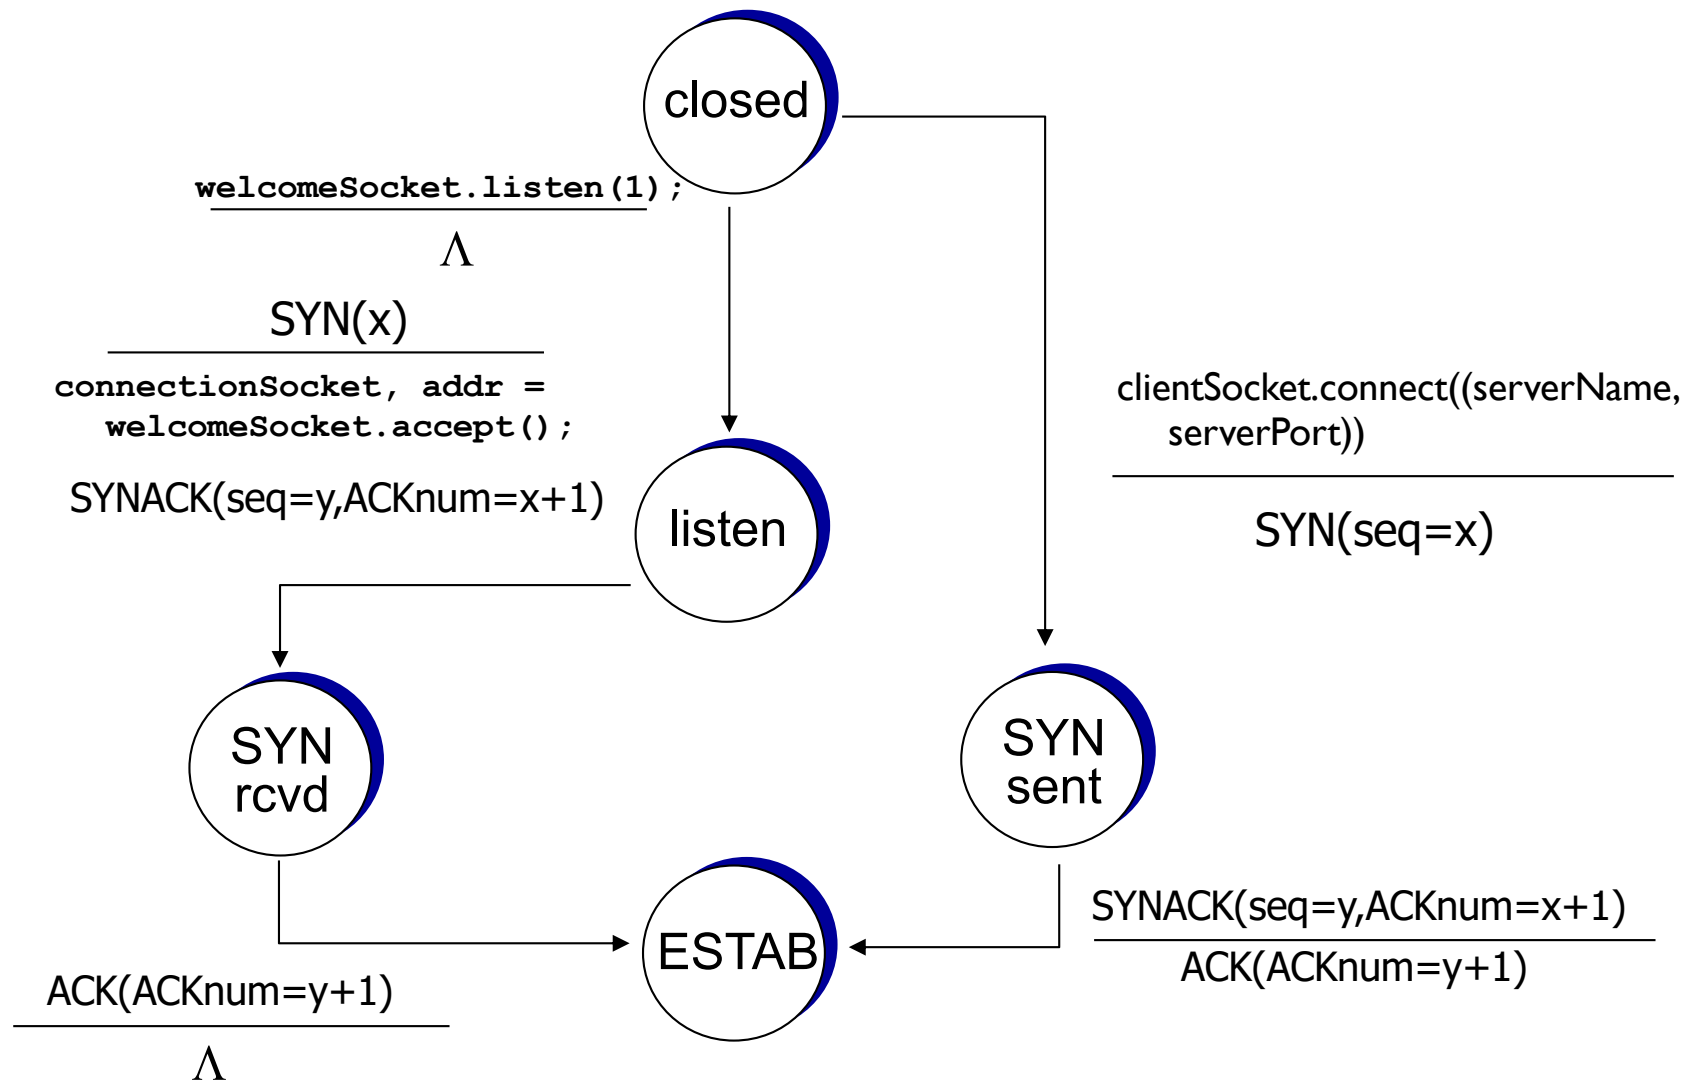 closed
welcomeSocket.listen(1);
Λ
SYN(x)
connectionSocket, addr =
welcomeSocket.accept();
SYNACK(seq=y,ACKnum=x+1)
listen
clientSocket.connect((serverName,
serverPort))
SYN(seq=x)
SYN
rcvd
SYN
sent
ESTAB
SYNACK(seq=y,ACKnum=x+1)
ACK(ACKnum=y+1)
ACK(ACKnum=y+1)
Λ